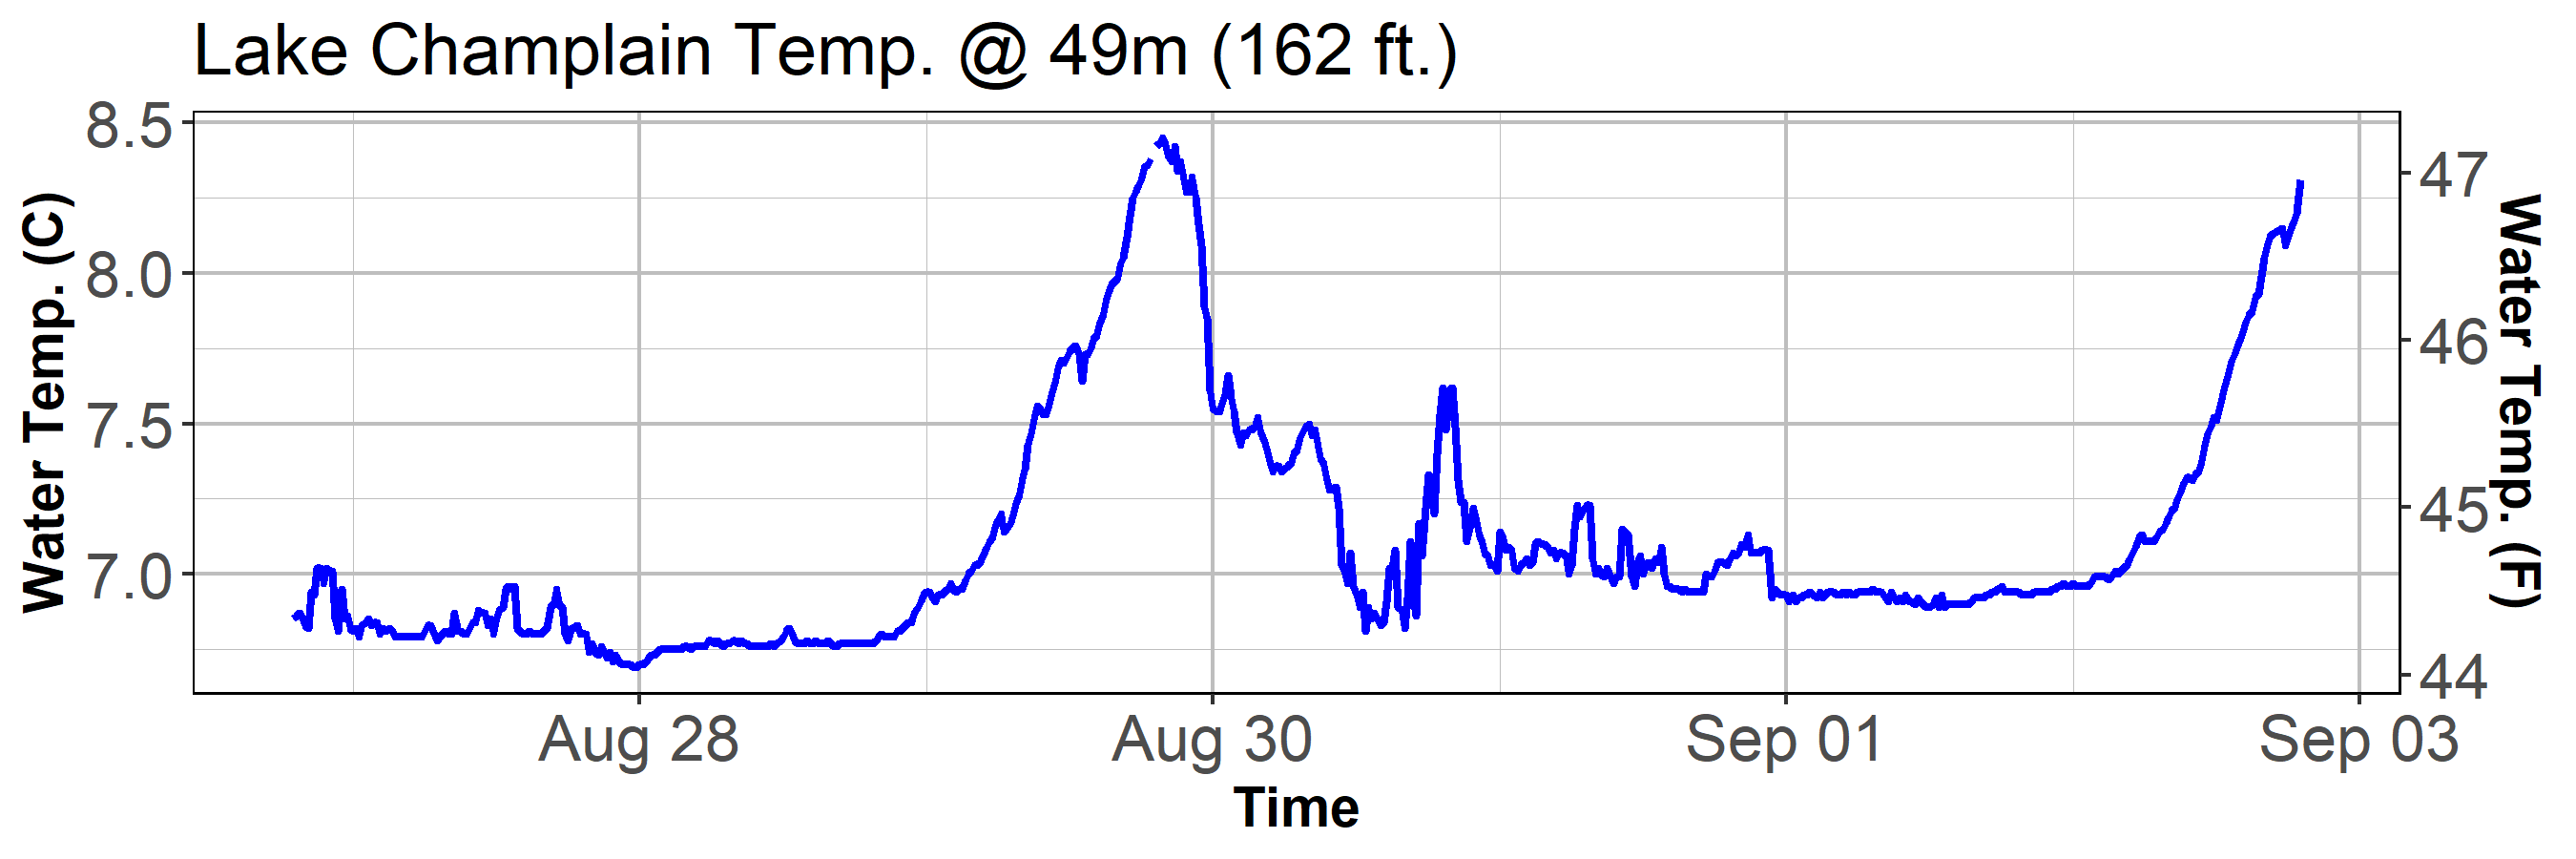 Lake Champlain Temp. @ 49m (162 ft.)
Water Temp. (C)
8.5
8.0
7.5
7.0
47
46
45
44
Water Temp. (F)
Aug 28
Aug 30
Sep 01
Sep 03
Time